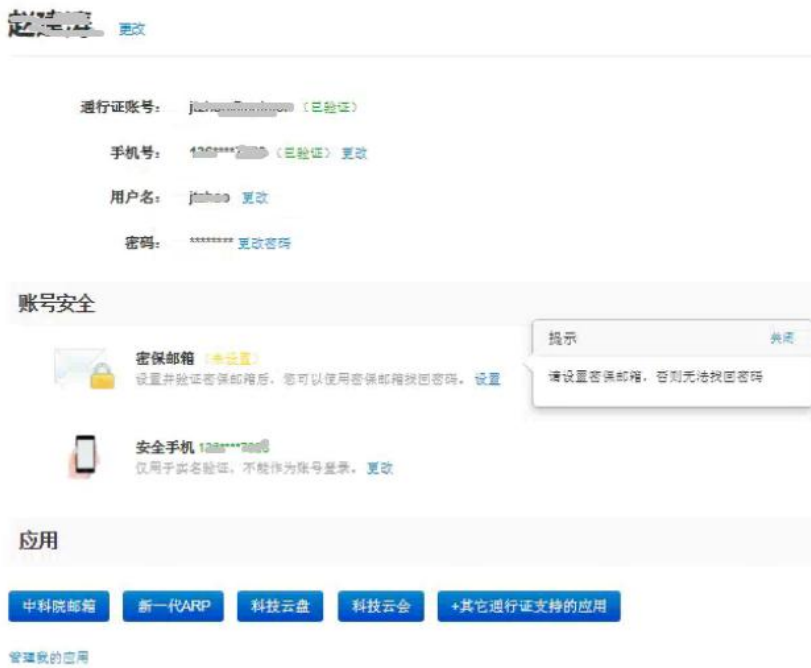 更改
通行证账号： （已验证）
手机号： （已验证） 更改
用户名： 更改
密码： ******** 更改密码
账号安全
密保邮箱 （未设置）
设置并验证密保邮箱后，您可以使用密保邮箱找回密码。 设置
提示 关闭
请设置密保邮箱，否则无法找回密码
安全手机
仅用于实名验证，不能作为账号登录。 更改
应用
中科院邮箱 新一代ARP 科技云盘 科技云会 +其它通行证支持的应用
管理我的应用